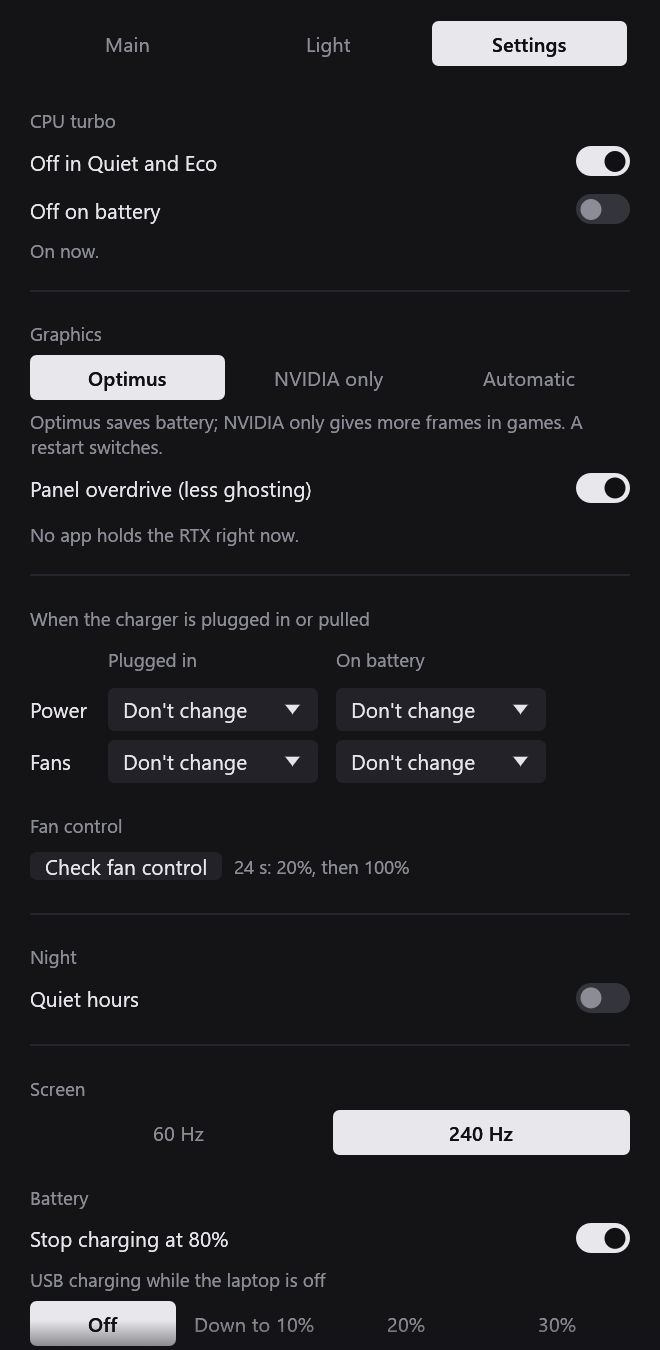 Main Light Settings
CPU turbo
Off in Quiet and Eco
Off on battery
On now.
Graphics
Optimus NVIDIA only Automatic
Optimus saves battery; NVIDIA only gives more frames in games. A
restart switches.
Panel overdrive (less ghosting)
No app holds the RTX right now.
When the charger is plugged in or pulled
Plugged in On battery
Power Don't change Don't change
Fans Don't change Don't change
Fan control
Check fan control 24 s: 20%, then 100%
Night
Quiet hours
Screen
60 Hz 240 Hz
Battery
Stop charging at 80%
USB charging while the laptop is off
Off Down to 10% 20% 30%